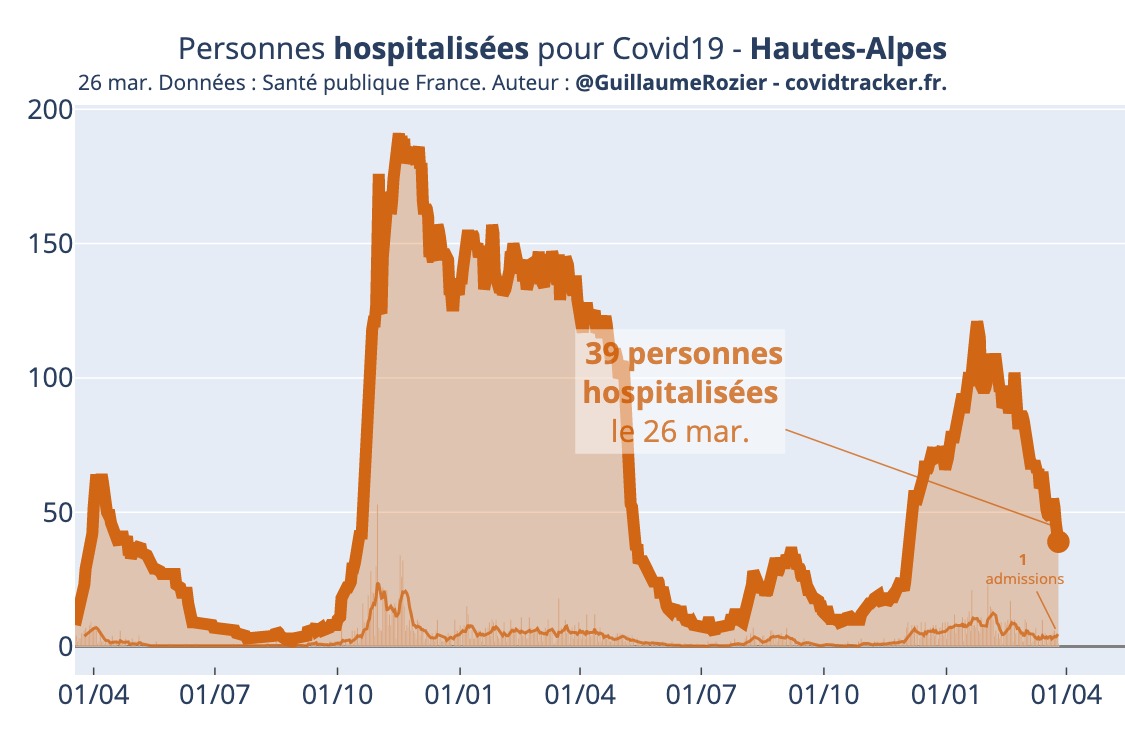 Personnes hospitalisées pour Covid19 - Hautes-Alpes
26 mar. Données : Santé publique France. Auteur : @GuillaumeRozier - covidtracker.fr.
200
150
100
50
0
39 personnes
hospitalisées
le 26 mar.
1
admissions
01/04 01/07 01/10 01/01 01/04 01/07 01/10 01/01 01/04